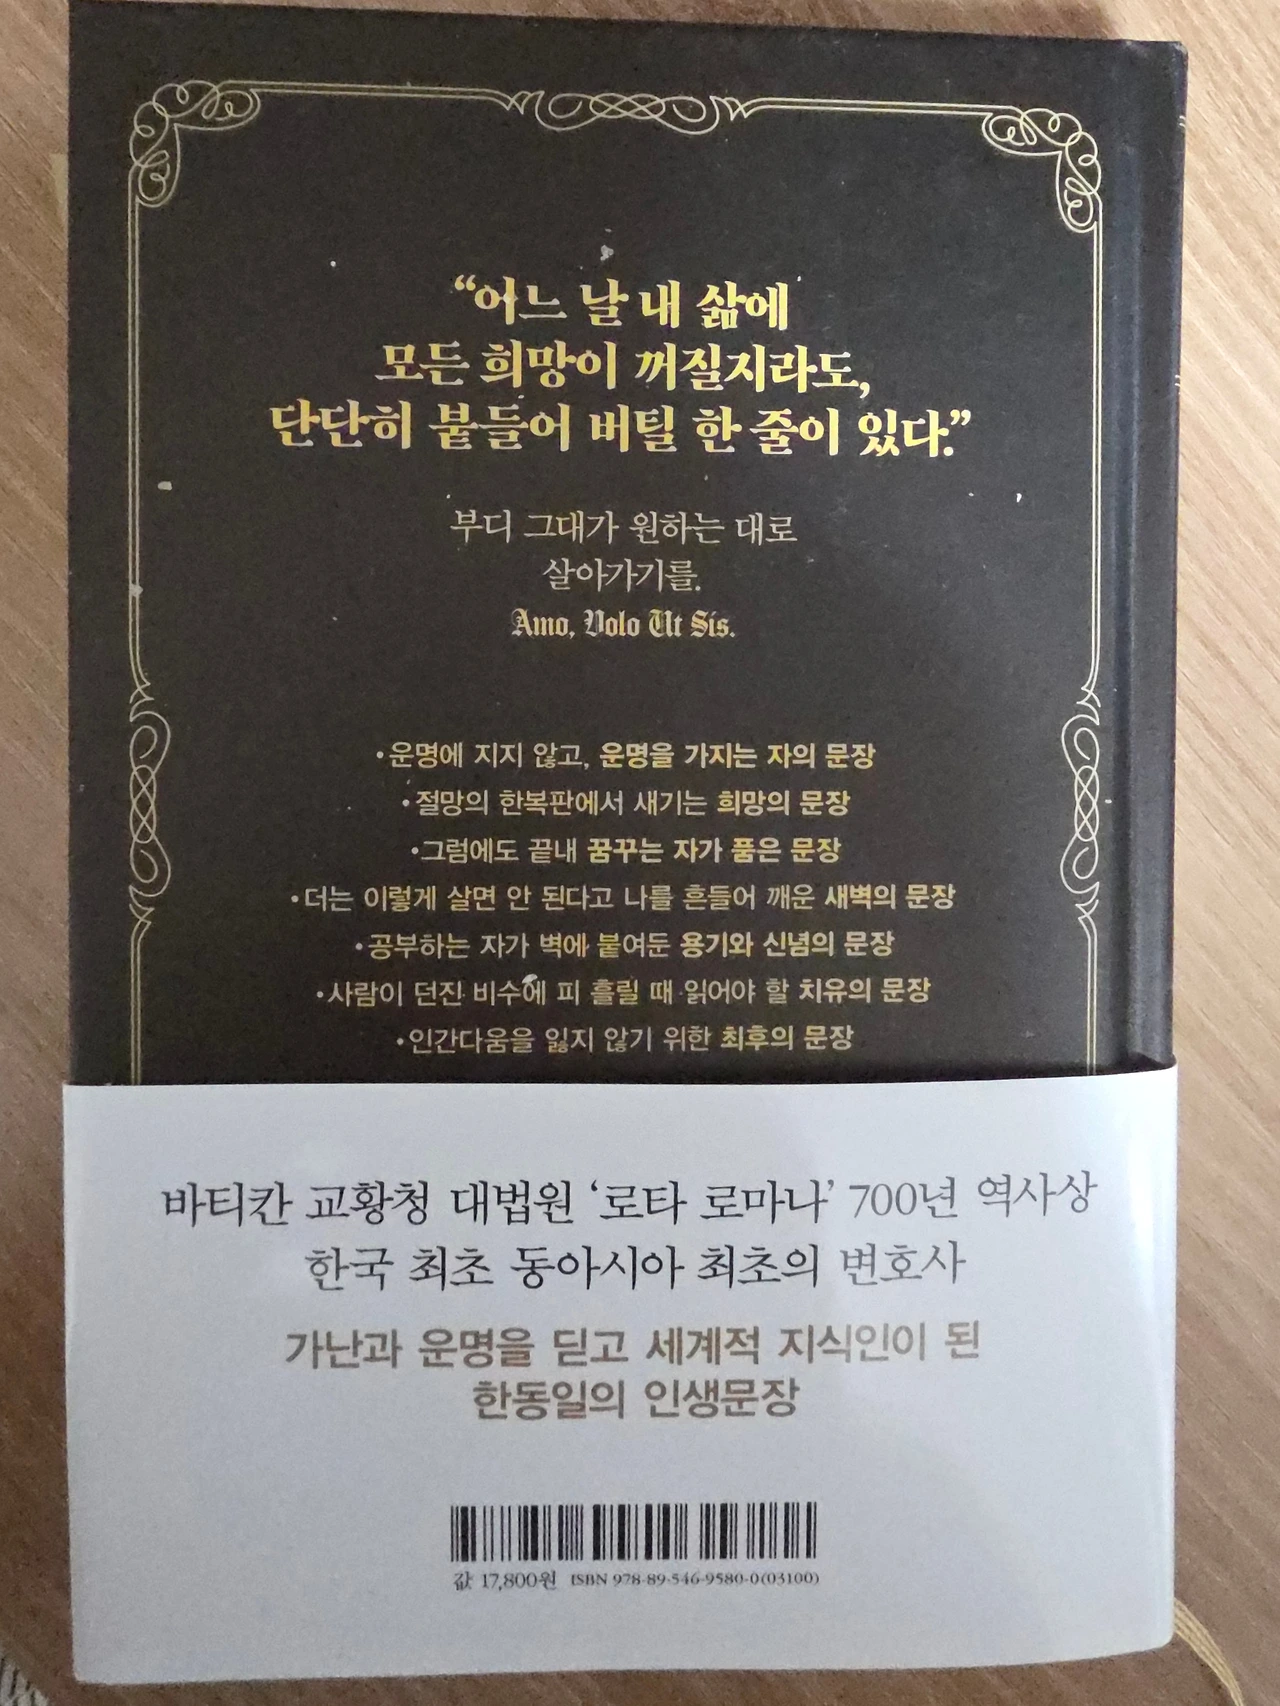 “어느 날 내 삶에
모든 희망이 꺼질지라도,
단단히 붙들어 버틸 한 줄이 있다.”
부디 그대가 원하는 대로
살아가기를.
Amo, Volo Ut Sis.
•운명에 지지 않고, 운명을 가지는 자의 문장
•절망의 한복판에서 새기는 희망의 문장
•그럼에도 끝내 꿈꾸는 자가 품은 문장
•더는 이렇게 살면 안 된다고 나를 흔들어 깨운 새벽의 문장
•공부하는 자가 벽에 붙여둔 용기와 신념의 문장
•사람이 던진 비수에 피 흘릴 때 읽어야 할 치유의 문장
•인간다움을 잃지 않기 위한 최후의 문장
바티칸 교황청 대법원 ‘로타 로마나’ 700년 역사상
한국 최초 동아시아 최초의 변호사
가난과 운명을 딛고 세계적 지식인이 된
한동일의 인생문장
값 17,800원 ISBN 978-89-546-9580-0(03100)